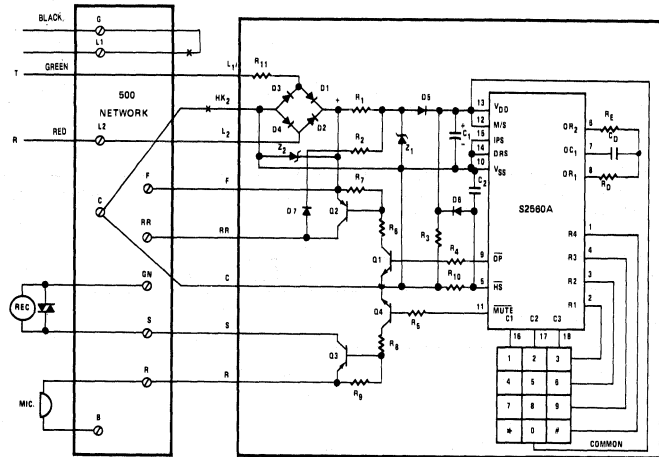 BLACK.
G
L1
T
GREEN
L1
R11
500
NETWORK
HK2
D3
D1
D4
D2
+
R1
R2
D5
Z1
Z2
+
C1
-
C2
R
RED
L2
L2
13
VDD
12
M/S
15
IPS
14
DRS
10
VSS
OR2
6
RE
OC1
7
CD
OR1
8
RD
S2560A
F
F
R7
D7
Q2
R6
D6
R3
C
RR
RR
Q1
R4
9
DP
R10
5
HS
R4
1
R3
4
R2
3
R1
2
GN
C
REC
Q4
R5
11
MUTE
C1
C2
C3
16
17
18
S
S
Q3
R8
R9
R
R
MIC.
B
1
2
3
4
5
6
7
8
9
*
0
#
COMMON